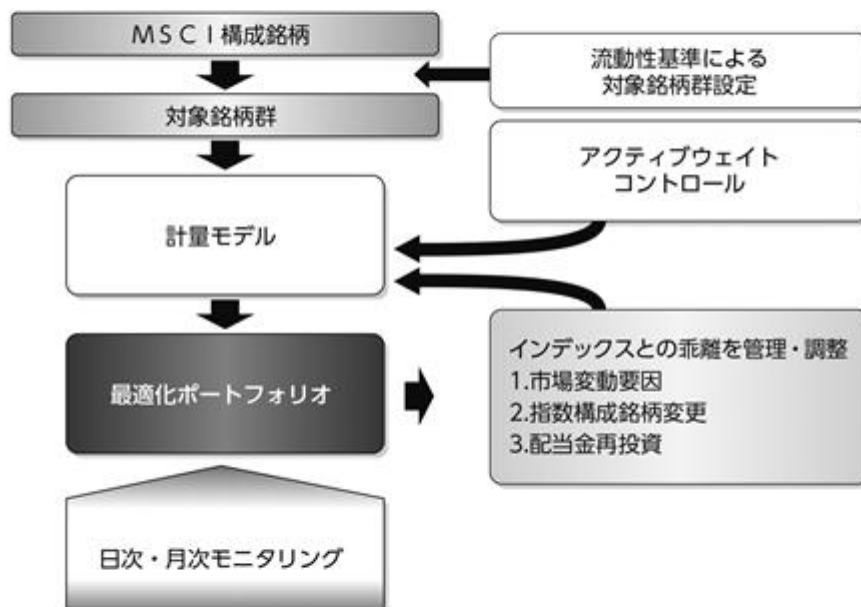 ＭＳＣＩ構成銘柄
流動性基準による
対象銘柄群設定
対象銘柄群
アクティブウェイト
コントロール
計量モデル
最適化ポートフォリオ
インデックスとの乖離を管理・調整
1.市場変動要因
2.指数構成銘柄変更
3.配当金再投資
日次・月次モニタリング